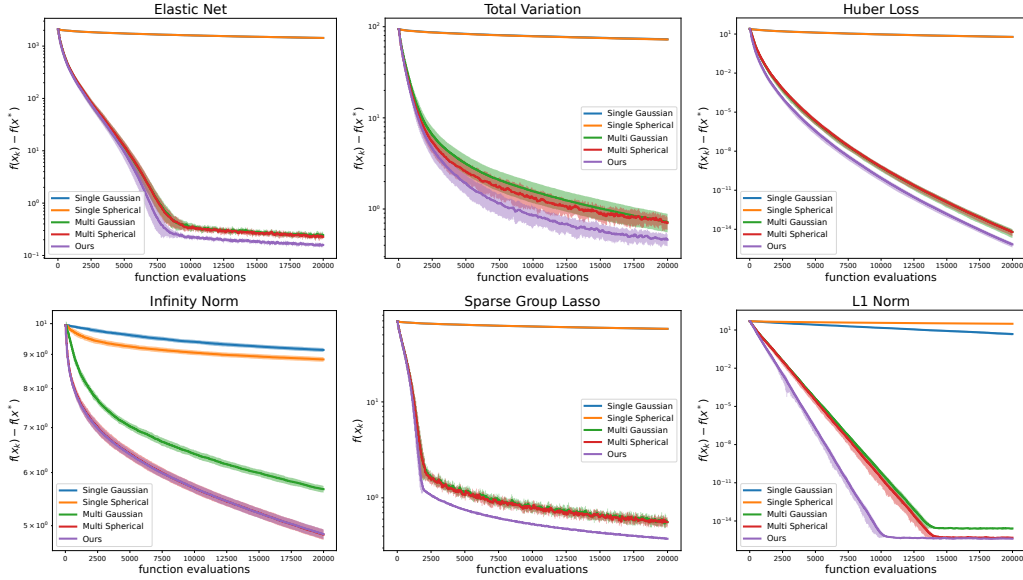 Elastic Net
f(x_k) − f(x*)
10^3
10^2
10^1
10^0
10^−1
Single Gaussian
Single Spherical
Multi Gaussian
Multi Spherical
Ours
0 2500 5000 7500 10000 12500 15000 17500 20000
function evaluations
Total Variation
f(x_k) − f(x*)
10^1
10^0
Single Gaussian
Single Spherical
Multi Gaussian
Multi Spherical
Ours
0 2500 5000 7500 10000 12500 15000 17500 20000
function evaluations
Huber Loss
f(x_k) − f(x*)
10^1
10^−2
10^−5
10^−8
10^−11
10^−14
Single Gaussian
Single Spherical
Multi Gaussian
Multi Spherical
Ours
0 2500 5000 7500 10000 12500 15000 17500 20000
function evaluations
Infinity Norm
f(x_k) − f(x*)
10^1
9 × 10^0
8 × 10^0
7 × 10^0
6 × 10^0
5 × 10^0
Single Gaussian
Single Spherical
Multi Gaussian
Multi Spherical
Ours
0 2500 5000 7500 10000 12500 15000 17500 20000
function evaluations
Sparse Group Lasso
f(x_k)
10^1
10^0
Single Gaussian
Single Spherical
Multi Gaussian
Multi Spherical
Ours
0 2500 5000 7500 10000 12500 15000 17500 20000
function evaluations
L1 Norm
f(x_k) − f(x*)
10^1
10^−2
10^−5
10^−8
10^−11
10^−14
Single Gaussian
Single Spherical
Multi Gaussian
Multi Spherical
Ours
0 2500 5000 7500 10000 12500 15000 17500 20000
function evaluations